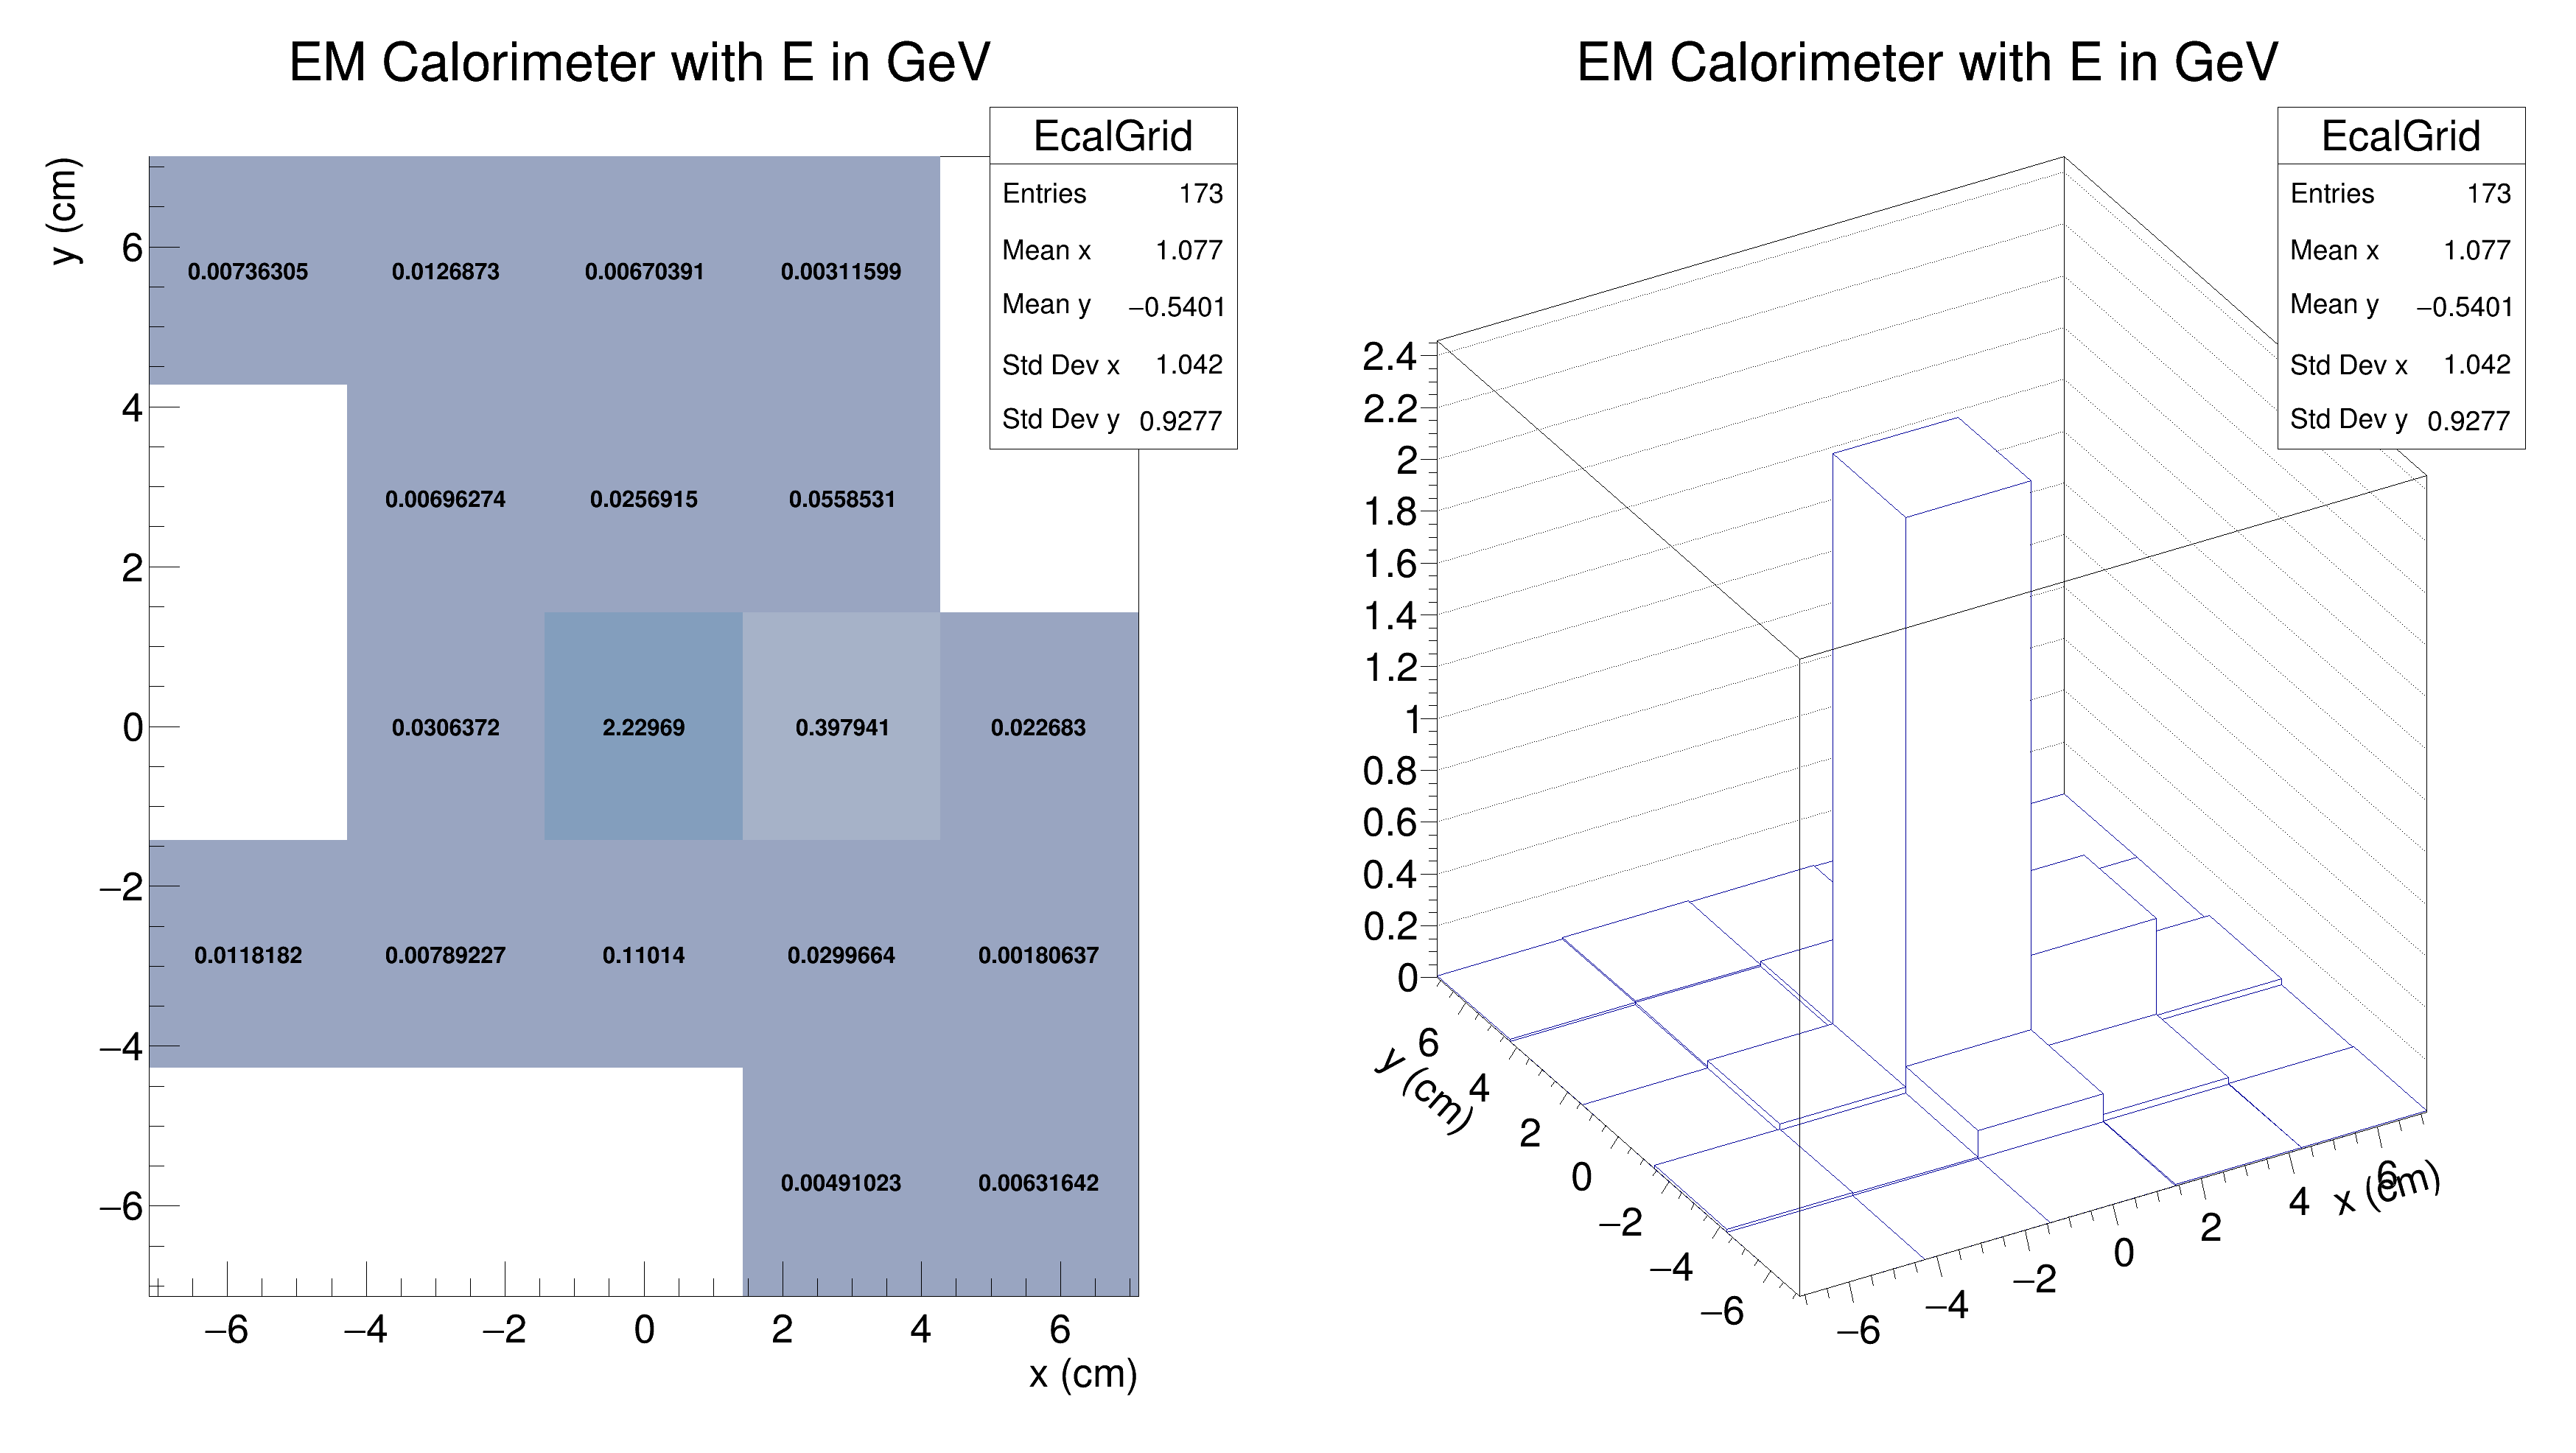 EM Calorimeter with E in GeV
EcalGrid
Entries 173
Mean x 1.077
Mean y −0.5401
Std Dev x 1.042
Std Dev y 0.9277
y (cm)
6
4
2
0
−2
−4
−6
0.00736305 0.0126873 0.00670391 0.00311599
0.00696274 0.0256915 0.0558531
0.0306372 2.22969 0.397941 0.022683
0.0118182 0.00789227 0.11014 0.0299664 0.00180637
0.00491023 0.00631642
−6 −4 −2 0 2 4 6
x (cm)
EM Calorimeter with E in GeV
EcalGrid
Entries 173
Mean x 1.077
Mean y −0.5401
Std Dev x 1.042
Std Dev y 0.9277
2.4
2.2
2
1.8
1.6
1.4
1.2
1
0.8
0.6
0.4
0.2
0
6
4
2
0
−2
−4
−6
y (cm)
−6
−4
−2
0
2
4
6
x (cm)